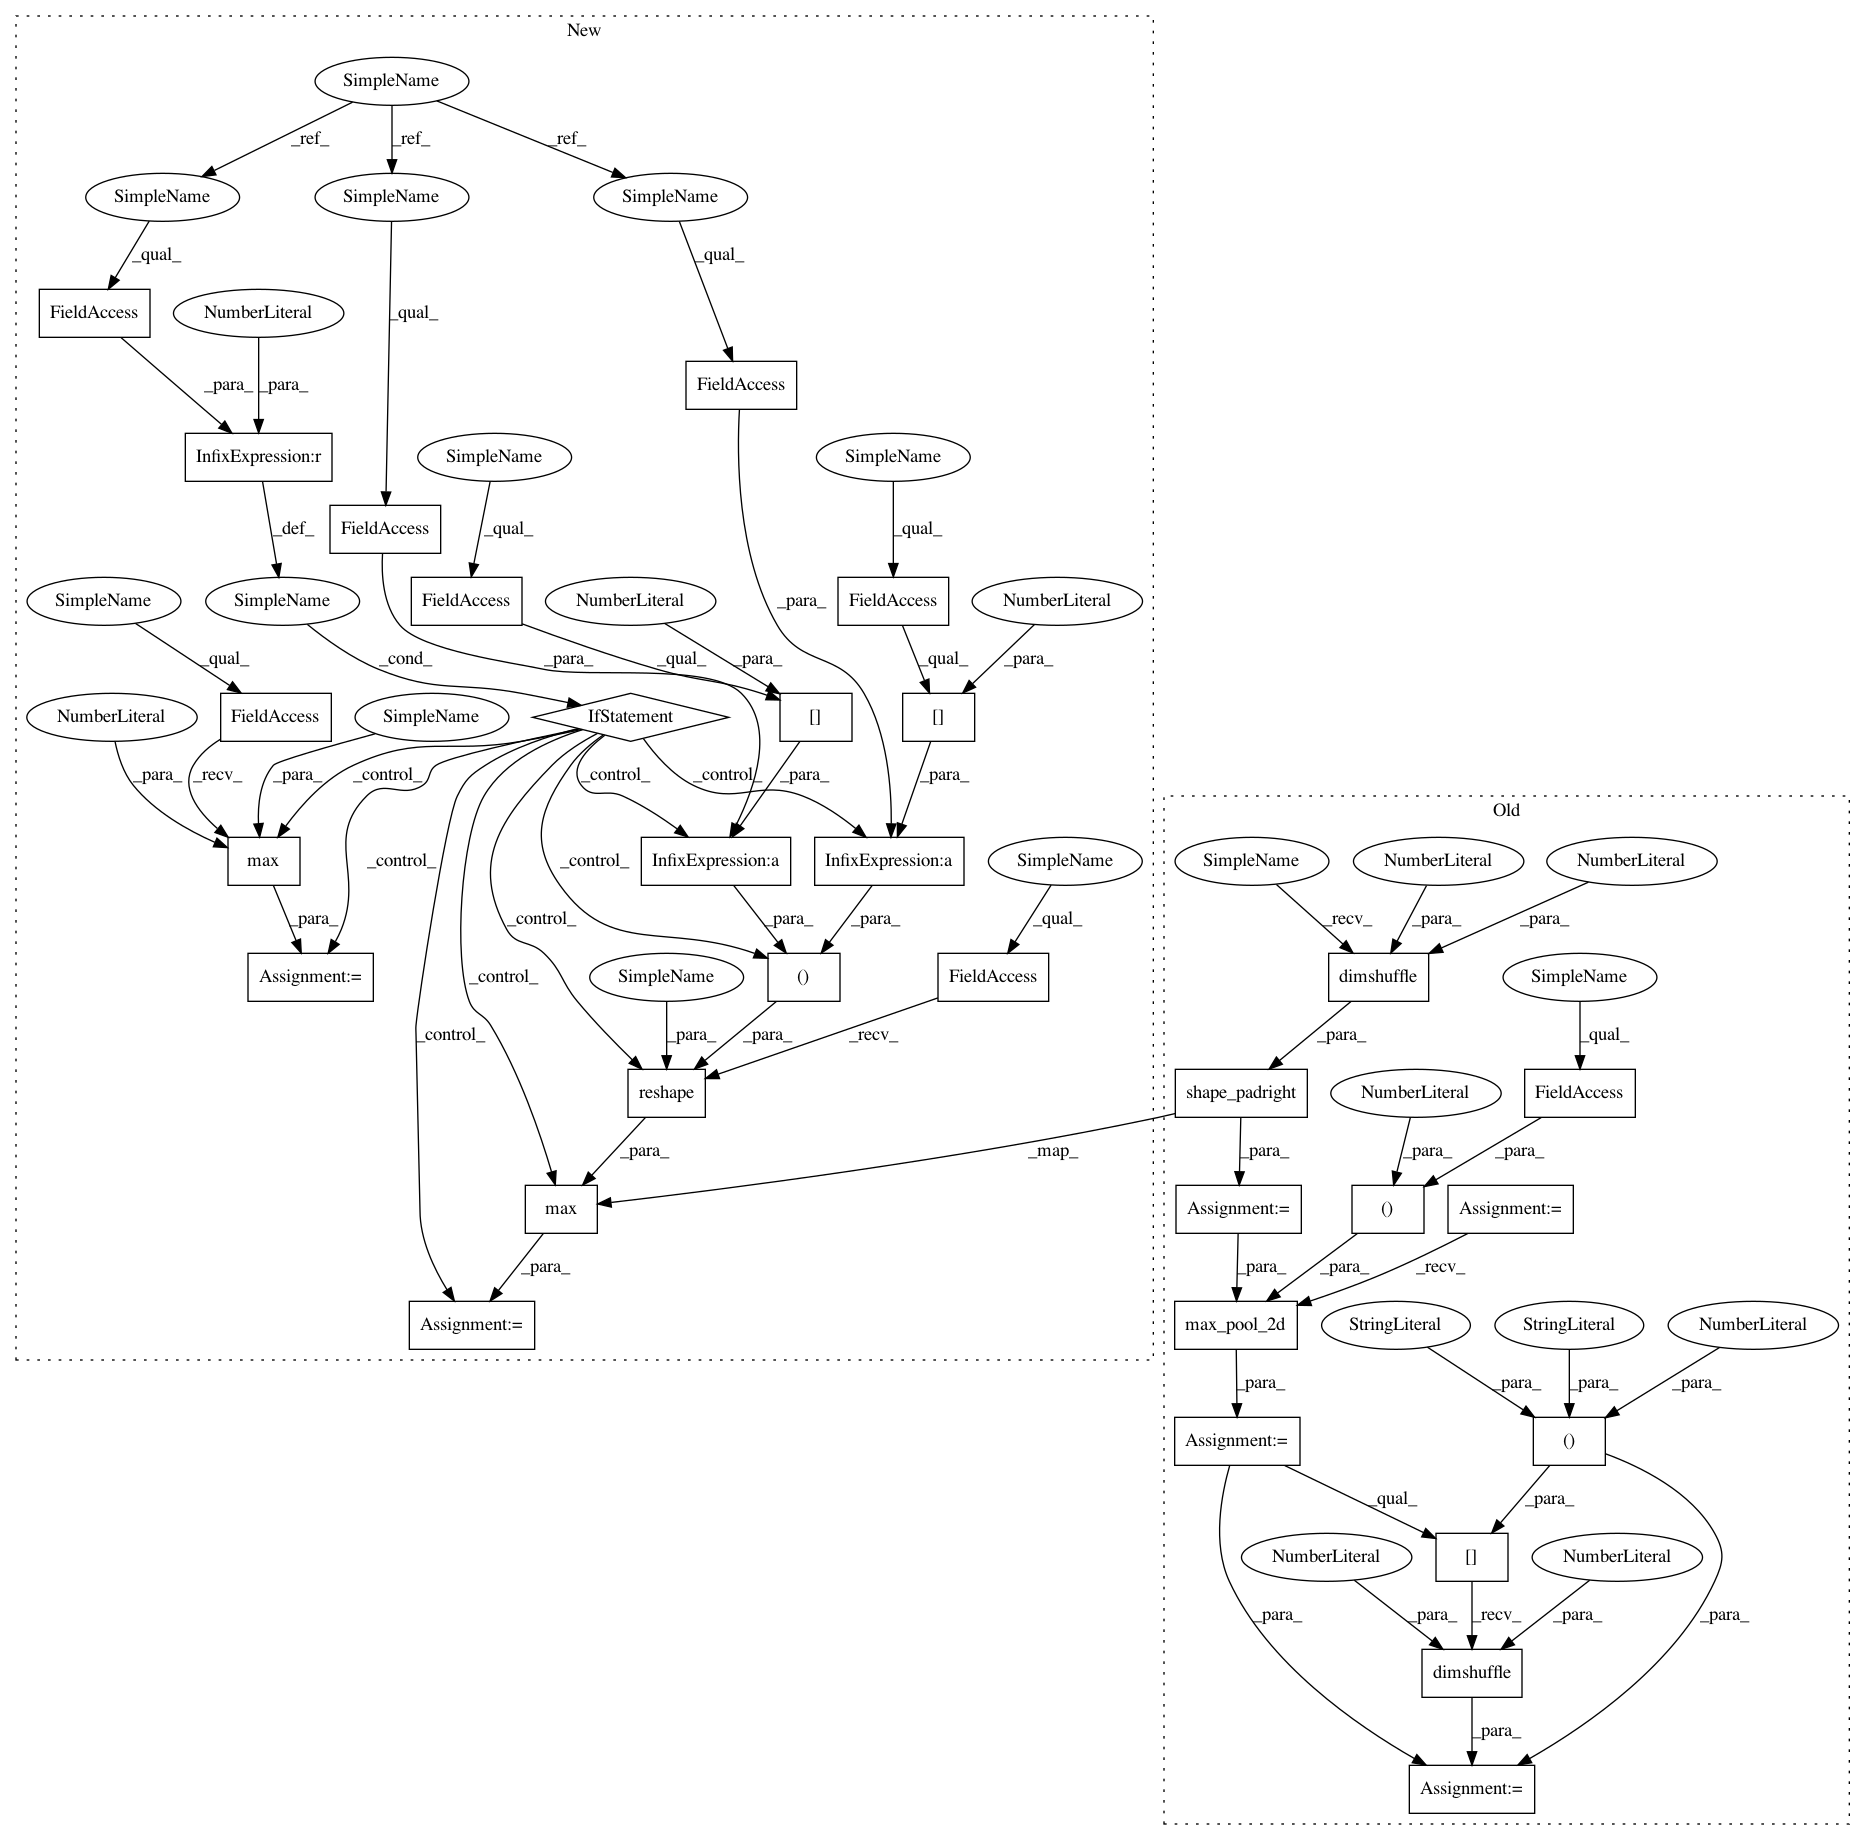 New
SimpleName
_ref_ _ref_ _ref_
SimpleName SimpleName SimpleName
_qual_ _qual_
FieldAccess NumberLiteral _qual_
FieldAccess
_para_ _para_
InfixExpression:r SimpleName SimpleName
_def_ FieldAccess _qual_ _qual_
SimpleName SimpleName FieldAccess NumberLiteral _para_ FieldAccess NumberLiteral
_qual_ _cond_ _para_ _qual_ _para_ _qual_ _para_
NumberLiteral FieldAccess SimpleName IfStatement [] []
_para_ _recv_ _para_ _control_ _control_ _control_ _para_ _para_
Old
max _control_ _control_ InfixExpression:a InfixExpression:a SimpleName SimpleName NumberLiteral NumberLiteral
_para_ _control_ _para_ _para_ _qual_ _recv_ _para_ _para_
Assignment:= _control_ SimpleName () FieldAccess dimshuffle SimpleName
_control_ _para_ _para_ _recv_ _para_ _qual_
reshape shape_padright NumberLiteral FieldAccess
_para_ _map_ _para_ _para_ _para_
max Assignment:= () Assignment:=
_para_ _para_ _para_ _recv_
Assignment:= max_pool_2d StringLiteral StringLiteral NumberLiteral
_para_ _para_ _para_ _para_
Assignment:= ()
_qual_ _para_
NumberLiteral [] NumberLiteral
_para_ _para_ _recv_ _para_ _para_
dimshuffle
_para_
Assignment:=